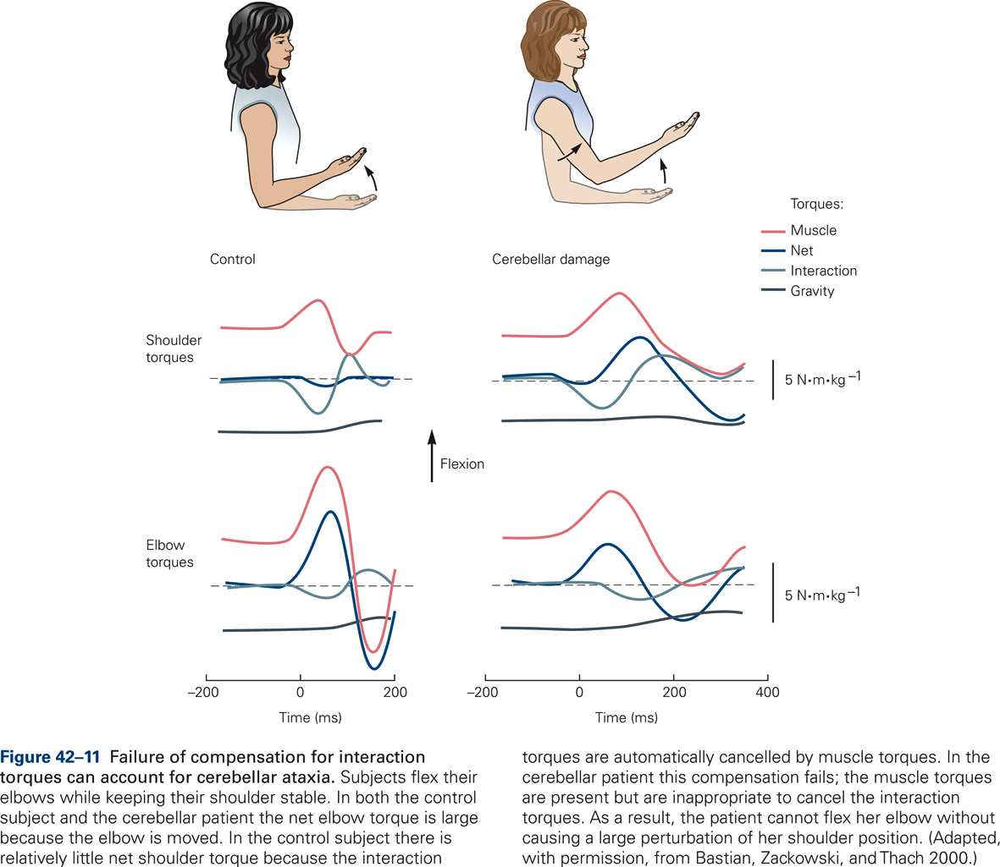 Torques:
Muscle
Net
Interaction
Gravity
Control
Cerebellar damage
Shoulder
torques
5 N•m•kg⁻¹
Flexion
Elbow
torques
5 N•m•kg⁻¹
–200 0 200
Time (ms)
–200 0 200 400
Time (ms)
Figure 42–11 Failure of compensation for interaction
torques can account for cerebellar ataxia. Subjects flex their
elbows while keeping their shoulder stable. In both the control
subject and the cerebellar patient the net elbow torque is large
because the elbow is moved. In the control subject there is
relatively little net shoulder torque because the interaction
torques are automatically cancelled by muscle torques. In the
cerebellar patient this compensation fails; the muscle torques
are present but are inappropriate to cancel the interaction
torques. As a result, the patient cannot flex her elbow without
causing a large perturbation of her shoulder position. (Adapted,
with permission, from Bastian, Zackowski, and Thach 2000.)